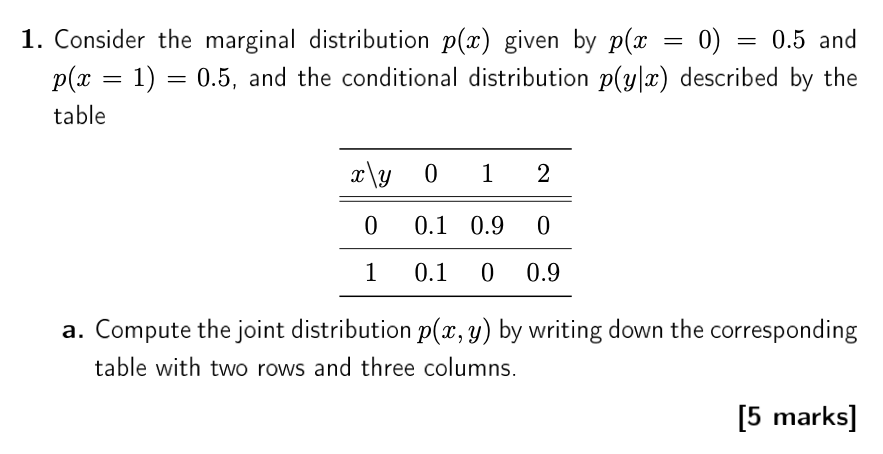 1. Consider the marginal distribution p(x) given by p(x = 0) = 0.5 and
p(x = 1) = 0.5, and the conditional distribution p(y|x) described by the
table
x\y 0 1 2
0 0.1 0.9 0
1 0.1 0 0.9
a. Compute the joint distribution p(x, y) by writing down the corresponding
table with two rows and three columns.
[5 marks]